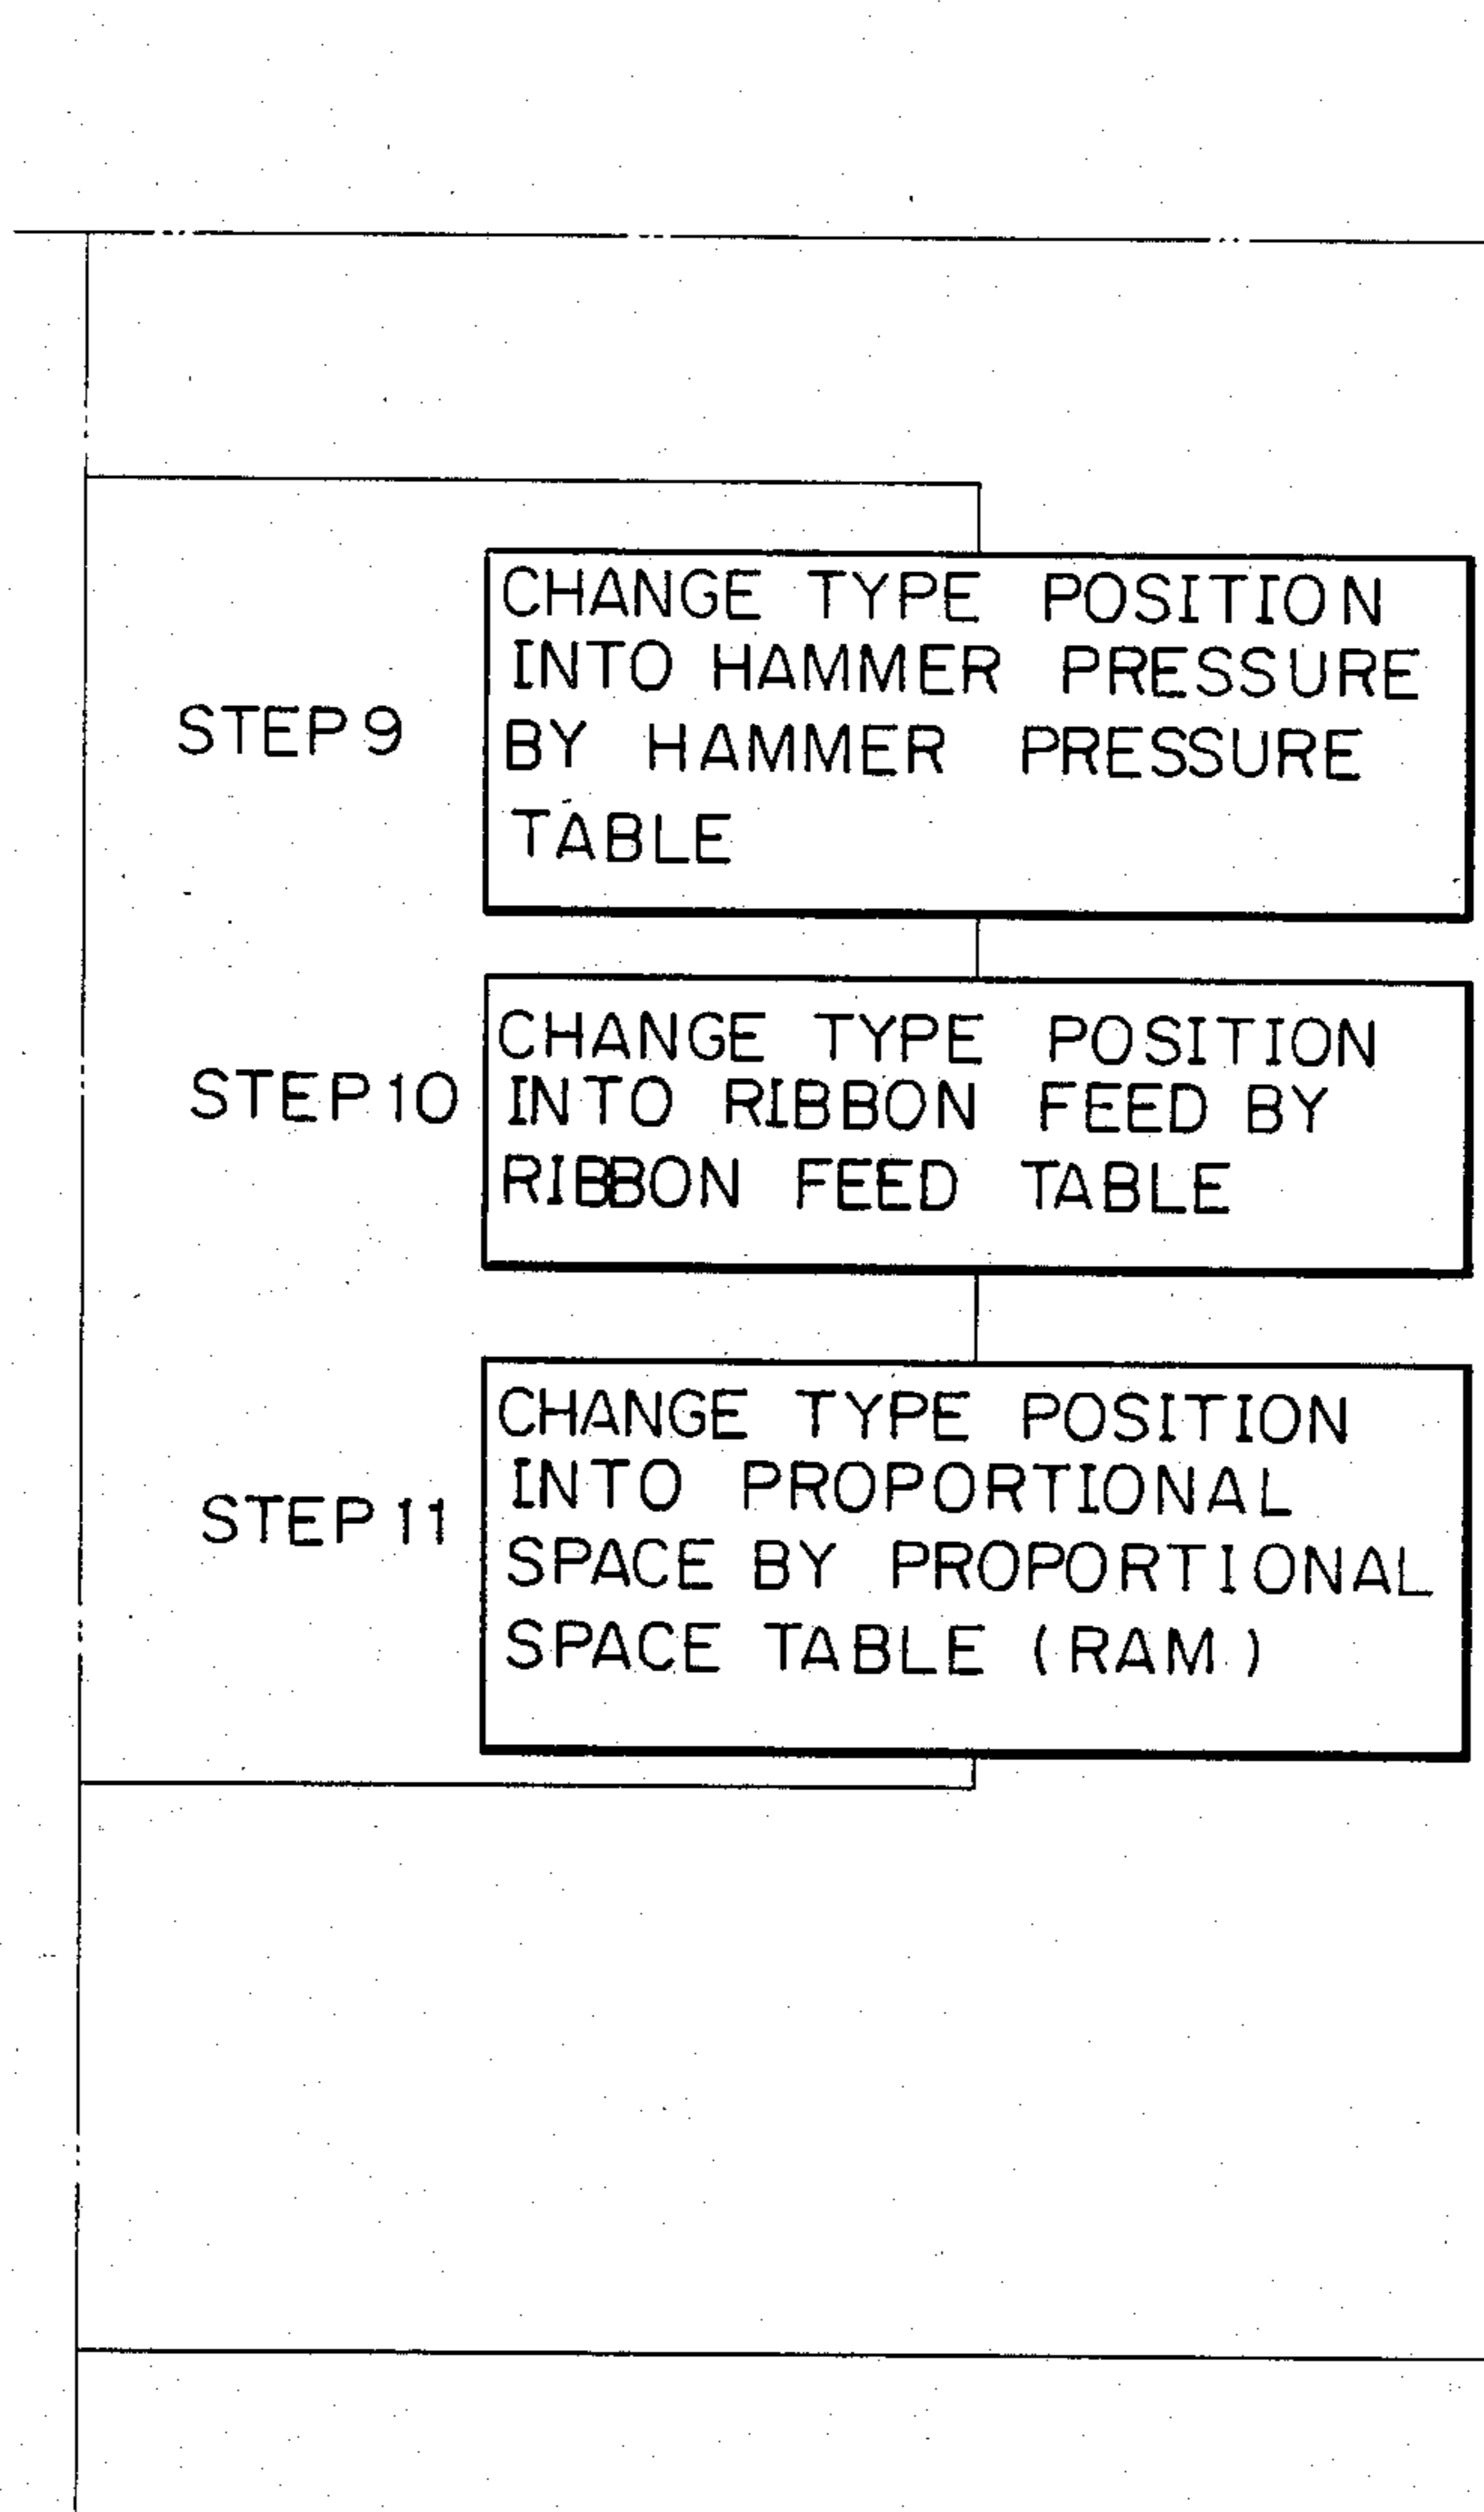 STEP 9
CHANGE TYPE POSITION
INTO HAMMER PRESSURE
BY HAMMER PRESSURE
TABLE
STEP 10
CHANGE TYPE POSITION
INTO RIBBON FEED BY
RIBBON FEED TABLE
STEP 11
CHANGE TYPE POSITION
INTO PROPORTIONAL
SPACE BY PROPORTIONAL
SPACE TABLE (RAM)